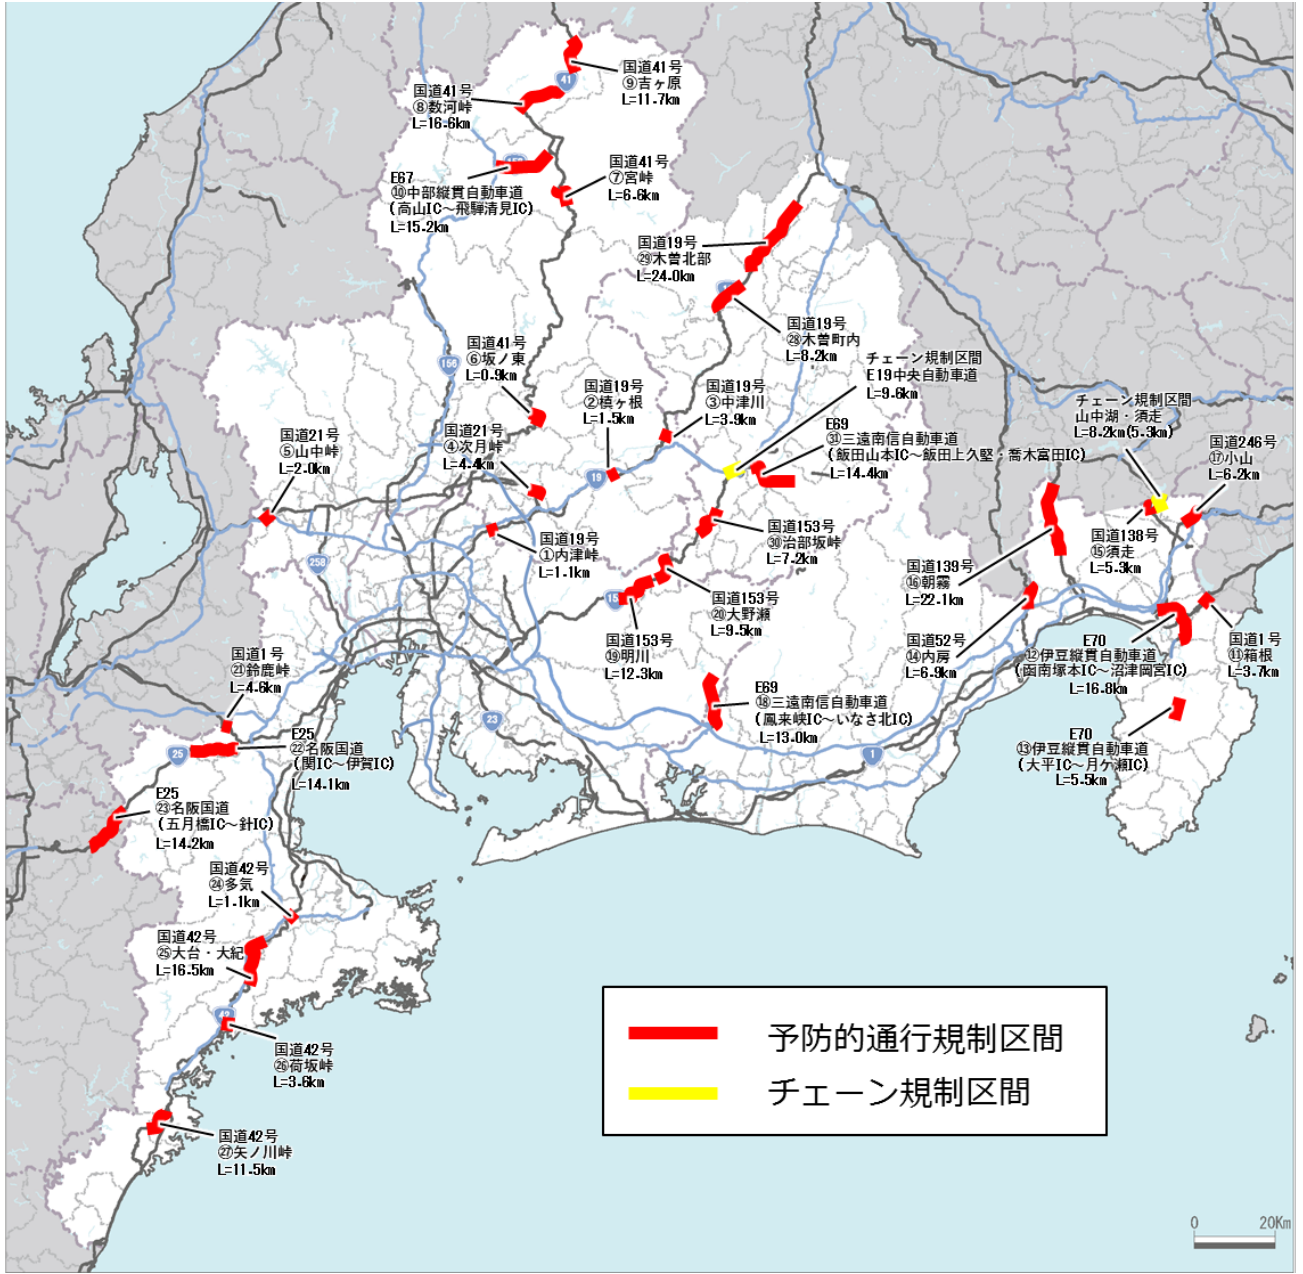 国道41号
⑨吉ヶ原
L=11.7km
41
国道41号
⑧数河峠
L=16.6km
国道41号
⑦宮峠
L=6.6km
E67
⑩中部縦貫自動車道
(高山IC～飛騨清見IC)
L=15.2km
国道19号
㉙木曽北部
L=24.0km
国道19号
㉘木曽町内
L=8.2km
国道41号
⑥坂ノ東
L=0.9km
156
チェーン規制区間
E19中央自動車道
L=9.6km
国道19号
②槙ヶ根
L=1.5km
国道19号
③中津川
L=3.9km
チェーン規制区間
山中湖・須走
L=8.2km(5.3km)
国道21号
⑤山中峠
L=2.0km
国道21号
④次月峠
L=4.4km
E69
㉛三遠南信自動車道
(飯田山本IC～飯田上久堅・喬木富田IC)
L=14.4km
国道246号
⑰小山
L=6.2km
19
国道19号
①内津峠
L=1.1km
国道153号
㉚治部坂峠
L=7.2km
国道138号
⑮須走
L=5.3km
258
国道139号
⑯朝霧
L=22.1km
国道153号
⑳大野瀬
L=9.5km
国道153号
⑲明川
L=12.3km
国道52号
⑭内房
L=6.9km
E70
⑫伊豆縦貫自動車道
(函南塚本IC～沼津岡宮IC)
L=16.8km
国道1号
⑪箱根
L=3.7km
国道1号
㉑鈴鹿峠
L=4.6km
E69
⑱三遠南信自動車道
(鳳来峡IC～いなさ北IC)
L=13.0km
23
1
25
E25
㉒名阪国道
(関IC～伊賀IC)
L=14.1km
E70
⑬伊豆縦貫自動車道
(大平IC～月ケ瀬IC)
L=5.5km
E25
㉓名阪国道
(五月橋IC～針IC)
L=14.2km
国道42号
㉔多気
L=1.1km
国道42号
㉕大台・大紀
L=16.5km
42
国道42号
㉖荷坂峠
L=3.6km
国道42号
㉗矢ノ川峠
L=11.5km
予防的通行規制区間
チェーン規制区間
0 20Km